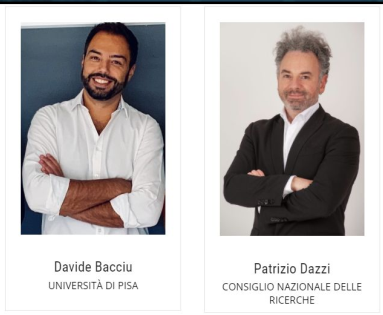 Davide Bacciu
UNIVERSITÀ DI PISA
Patrizio Dazzi
CONSIGLIO NAZIONALE DELLE
RICERCHE